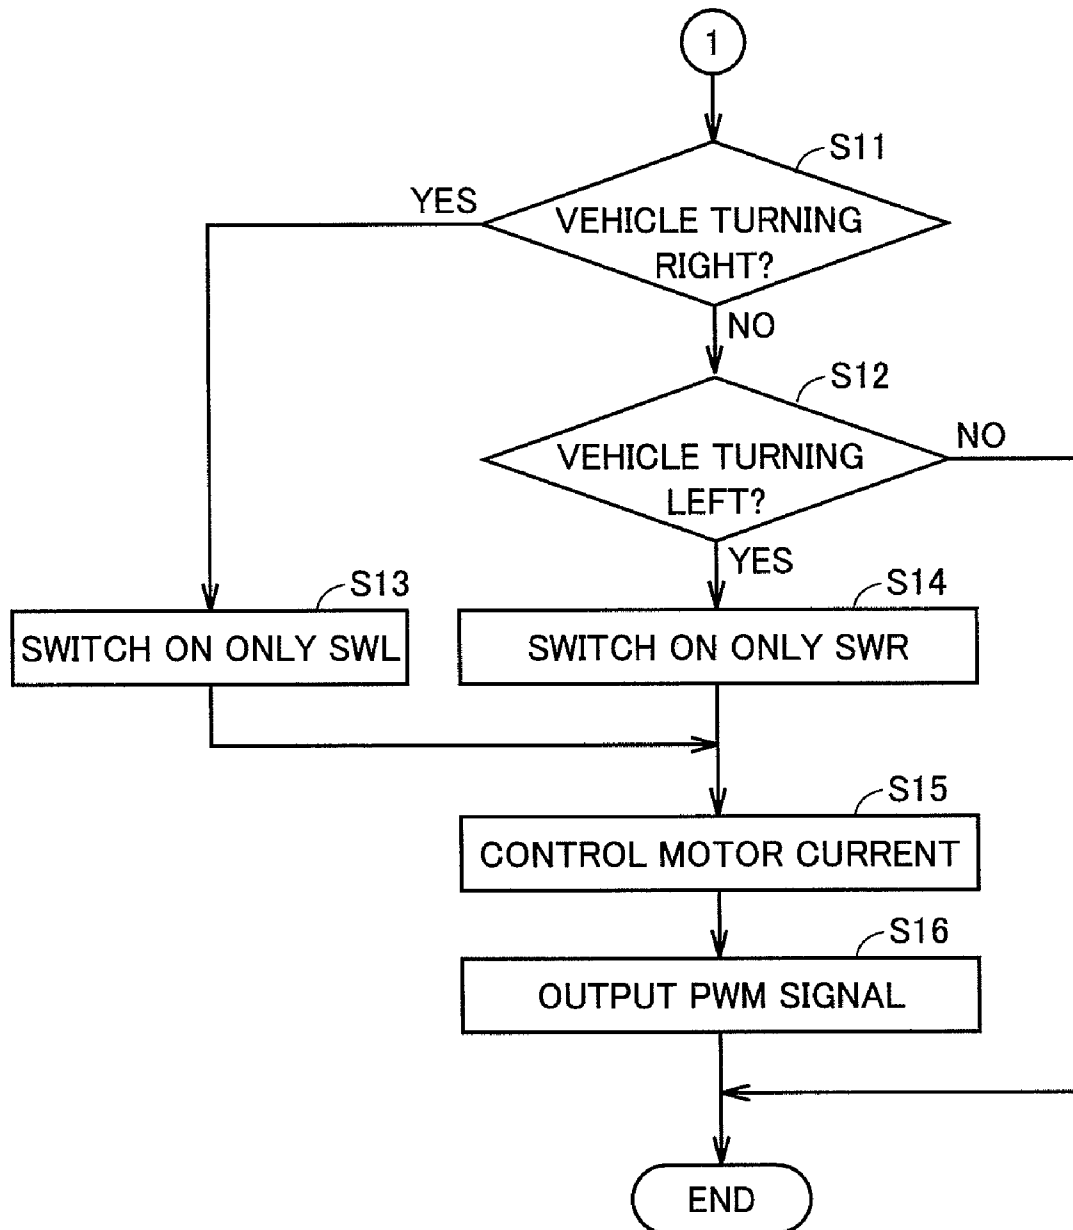 1
S11
YES
VEHICLE TURNING
RIGHT?
NO
S12
NO
VEHICLE TURNING
LEFT?
YES
S13
S14
SWITCH ON ONLY SWL
SWITCH ON ONLY SWR
S15
CONTROL MOTOR CURRENT
S16
OUTPUT PWM SIGNAL
END